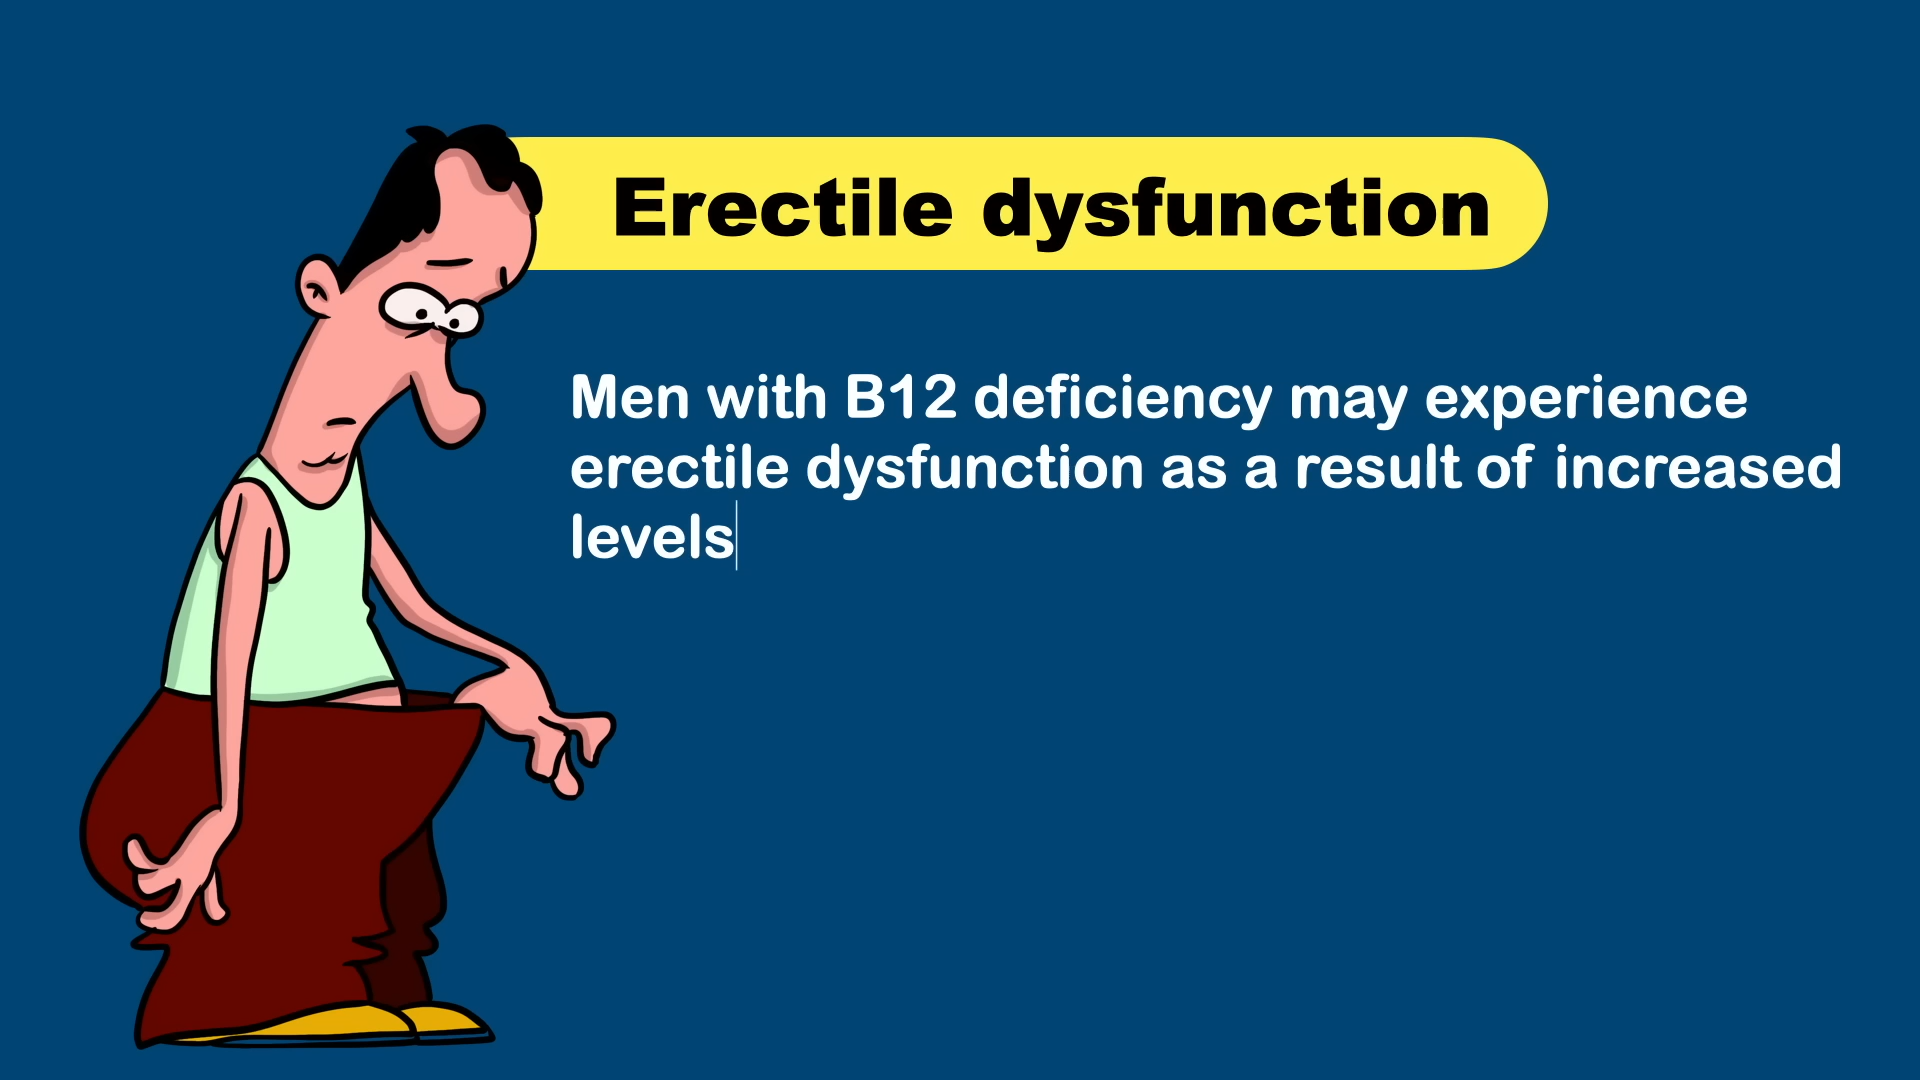 Erectile dysfunction
Men with B12 deficiency may experience
erectile dysfunction as a result of increased
levels